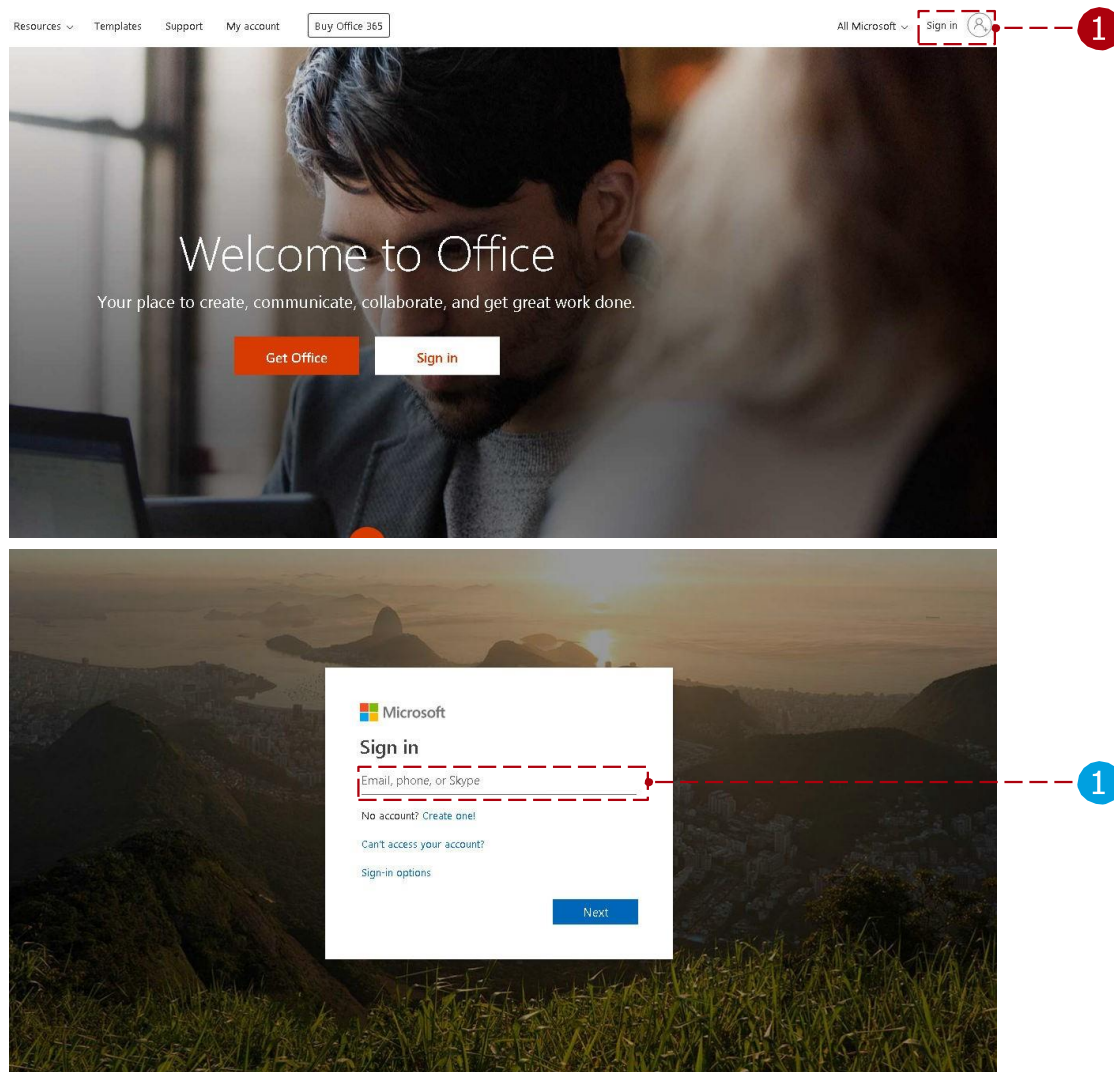 Resources Templates Support My account Buy Office 365 All Microsoft Sign in
1
Welcome to Office
Your place to create, communicate, collaborate, and get great work done.
Get Office Sign in
Microsoft
Sign in
Email, phone, or Skype
1
No account? Create one!
Can't access your account?
Sign-in options
Next